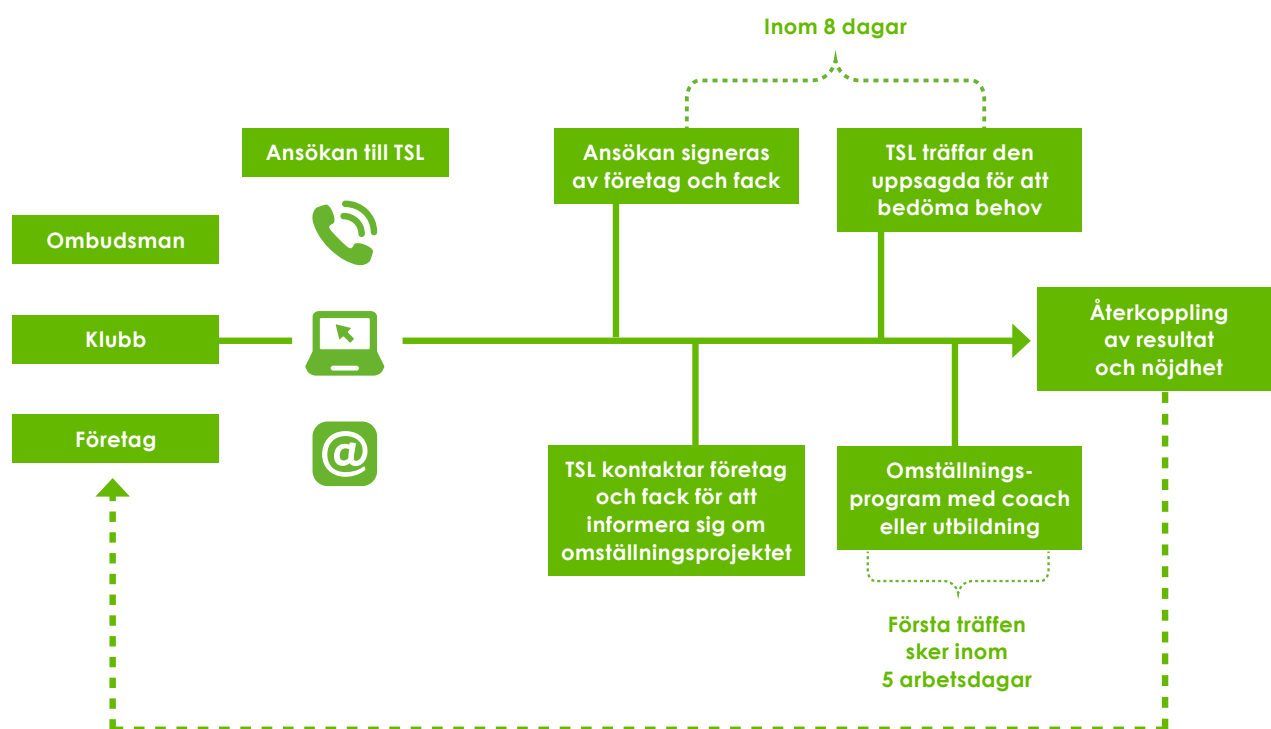 Inom 8 dagar
Ansökan till TSL
Ansökan signeras
av företag och fack
TSL träffar den
uppsagda för att
bedöma behov
Ombudsman
Klubb
Företag
@
Återkoppling
av resultat
och nöjdhet
TSL kontaktar företag
och fack för att
informera sig om
omställningsprojektet
Omställnings-
program med coach
eller utbildning
Första träffen
sker inom
5 arbetsdagar